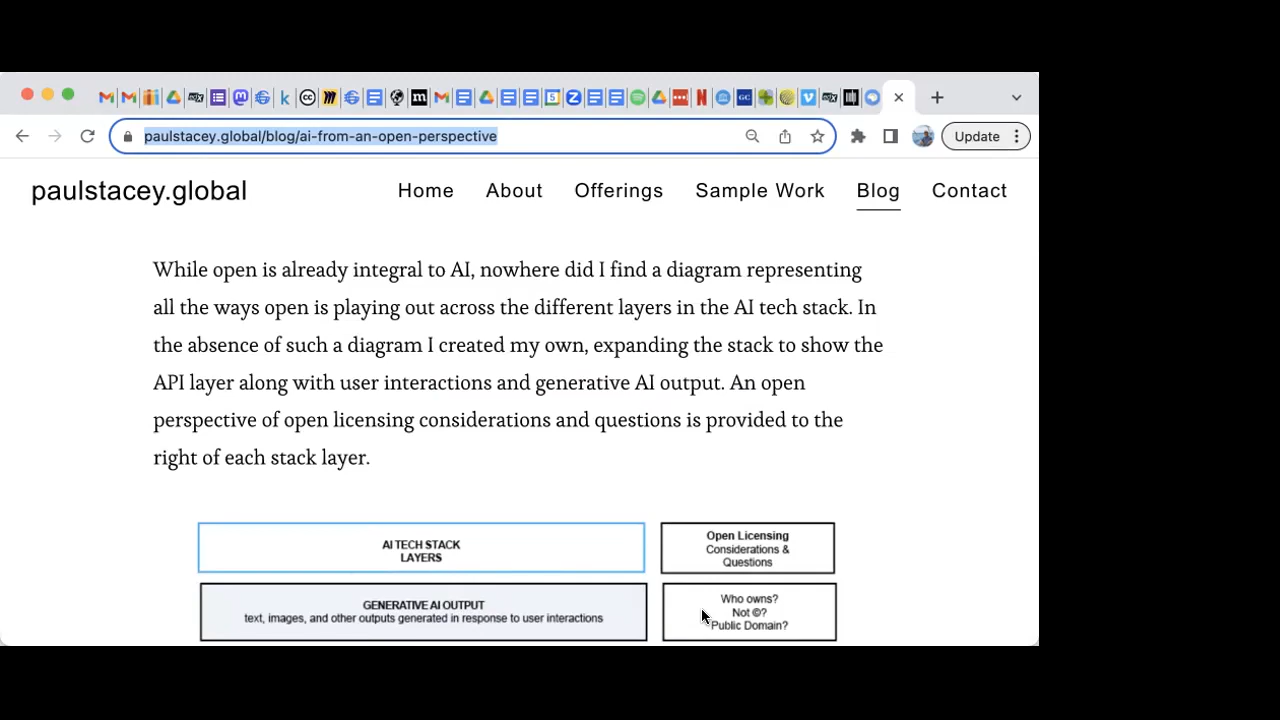 paulstacey.global/blog/ai-from-an-open-perspective
Update
paulstacey.global
Home About Offerings Sample Work Blog Contact
While open is already integral to AI, nowhere did I find a diagram representing
all the ways open is playing out across the different layers in the AI tech stack. In
the absence of such a diagram I created my own, expanding the stack to show the
API layer along with user interactions and generative AI output. An open
perspective of open licensing considerations and questions is provided to the
right of each stack layer.
AI TECH STACK
LAYERS
Open Licensing
Considerations &
Questions
GENERATIVE AI OUTPUT
text, images, and other outputs generated in response to user interactions
Who owns?
Not ©?
Public Domain?